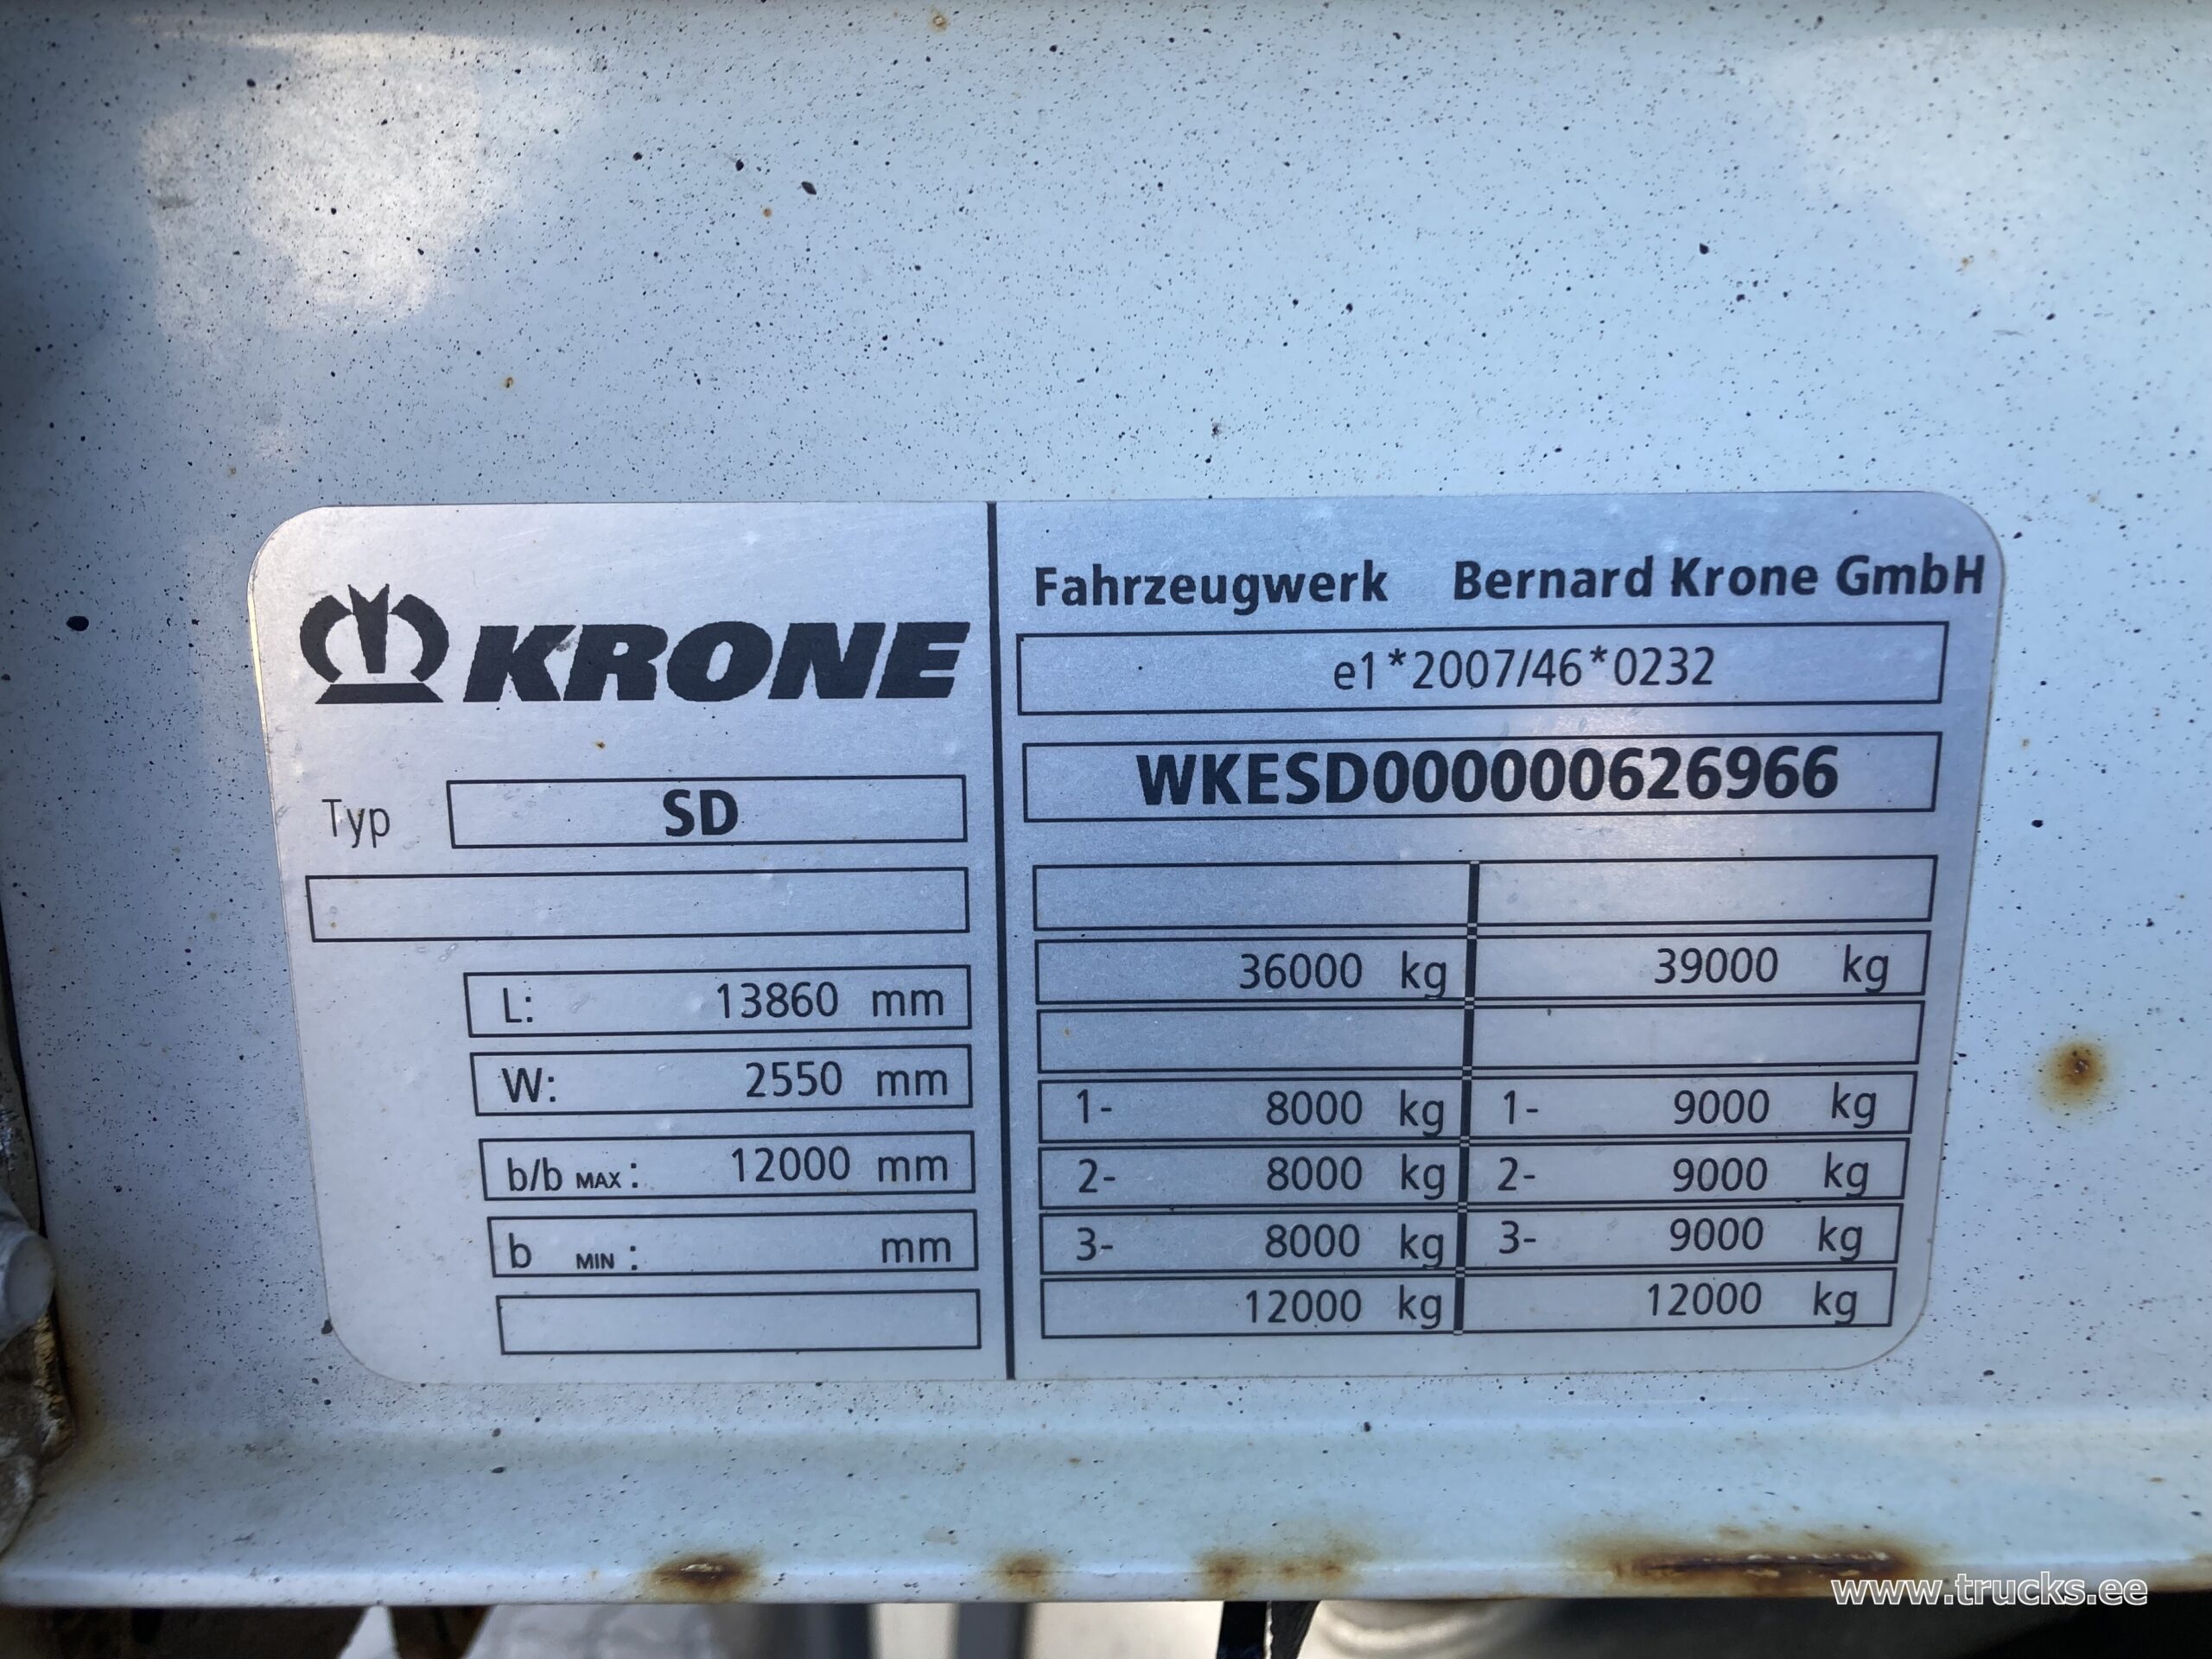 KRONE
Typ SD
L: 13860 mm
W: 2550 mm
b/b MAX : 12000 mm
b MIN : mm
Fahrzeugwerk Bernard Krone GmbH
e1*2007/46*0232
WKESD000000626966
36000 kg 39000 kg
1- 8000 kg 1- 9000 kg
2- 8000 kg 2- 9000 kg
3- 8000 kg 3- 9000 kg
12000 kg 12000 kg
www.trucks.ee